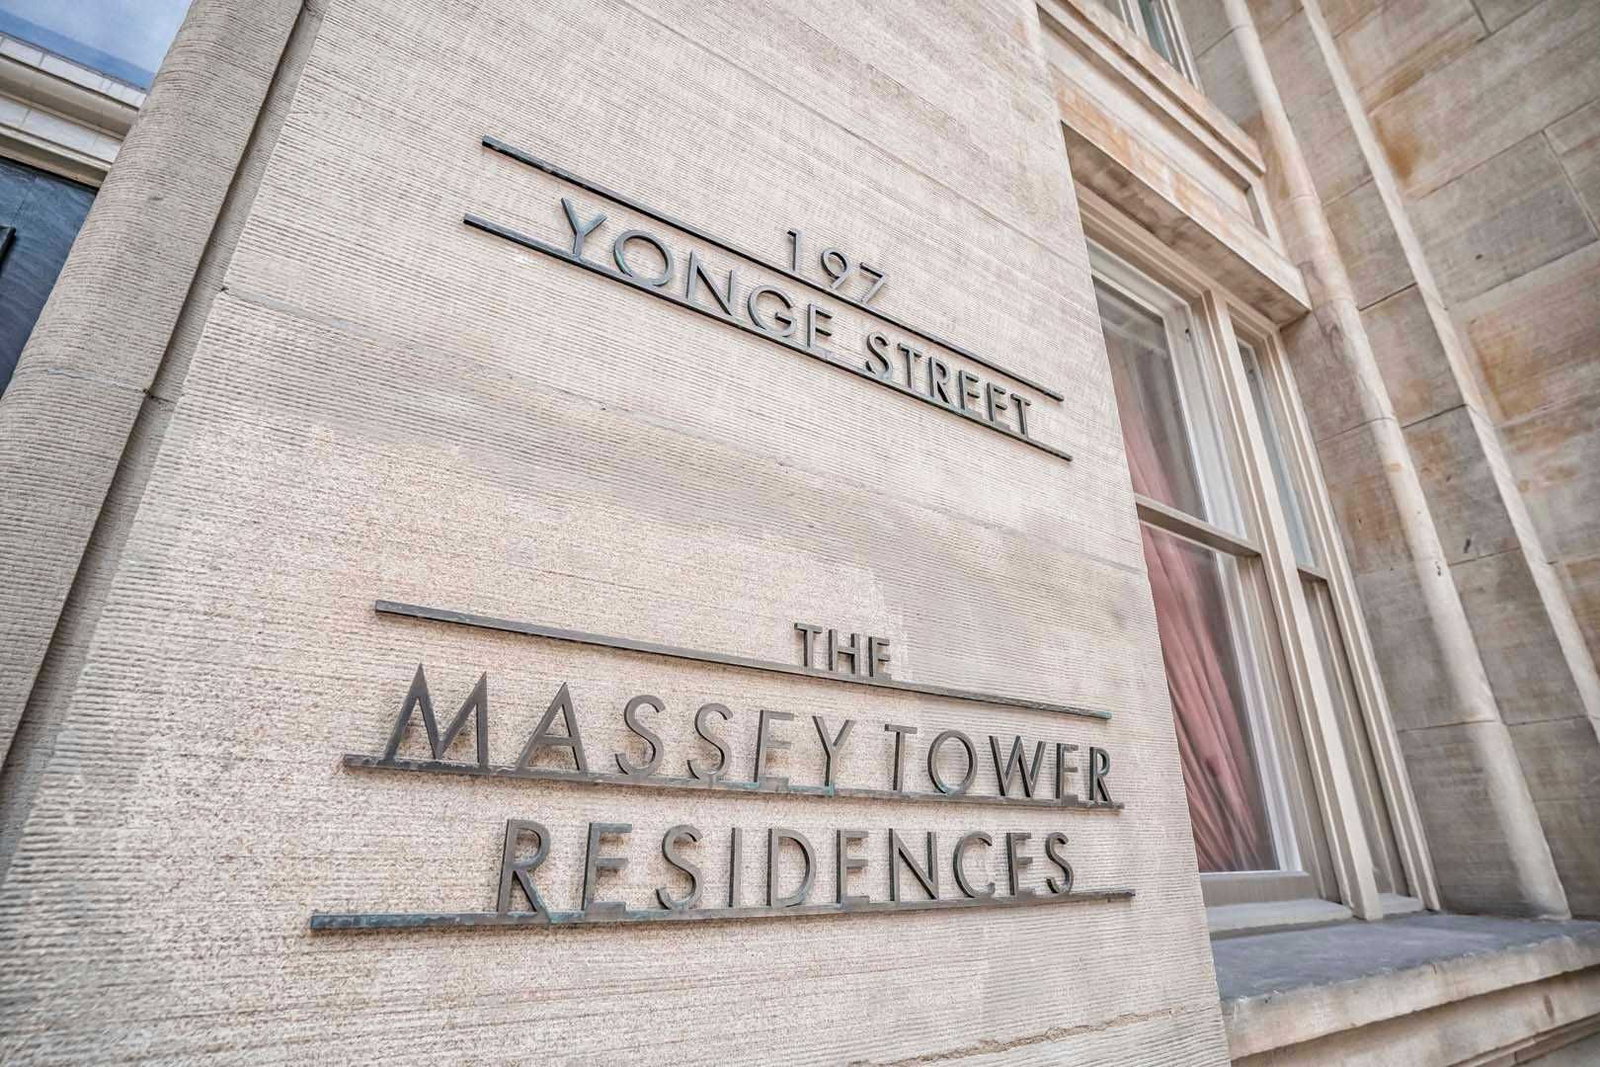 197
YONGE STREET
THE
MASSEY TOWER
RESIDENCES